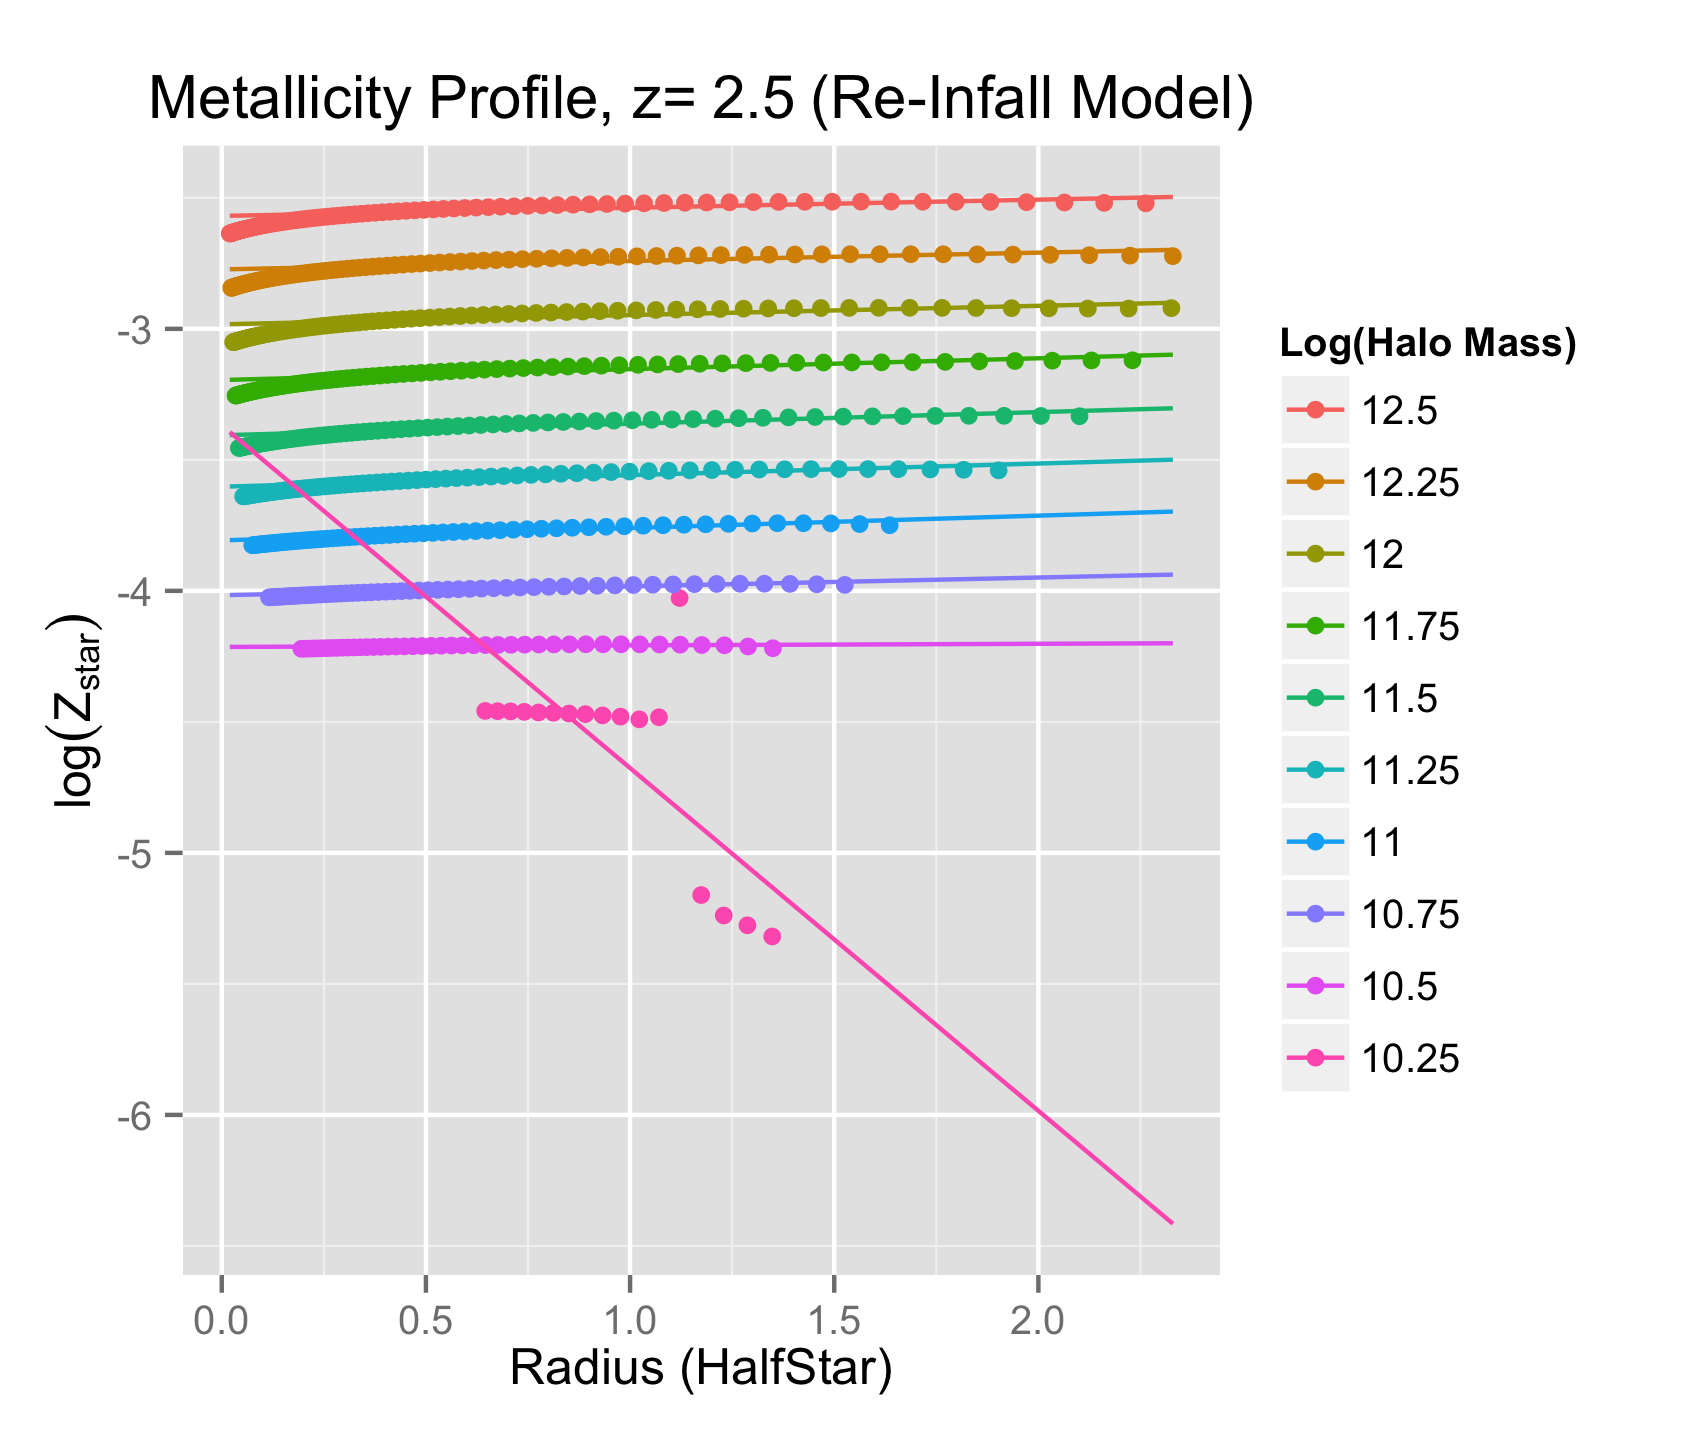 Metallicity Profile, z= 2.5 (Re-Infall Model)
log(Zstar)
-3
-4
-5
-6
0.0 0.5 1.0 1.5 2.0
Radius (HalfStar)
Log(Halo Mass)
12.5
12.25
12
11.75
11.5
11.25
11
10.75
10.5
10.25